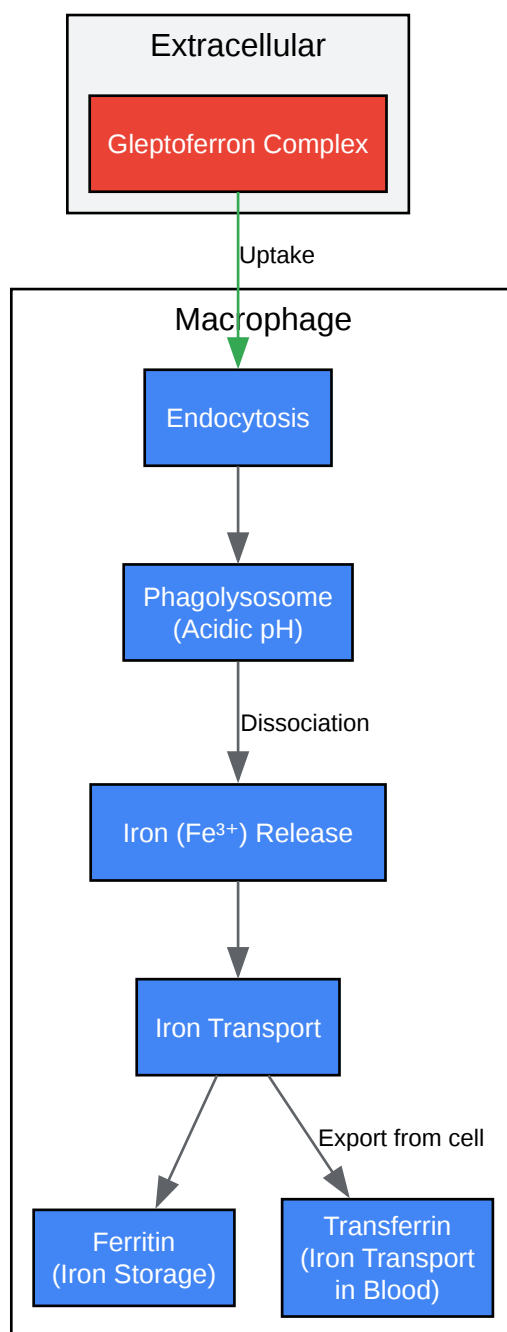 Extracellular
Gleptoferron Complex
Uptake
Macrophage
Endocytosis
Phagolysosome
(Acidic pH)
Dissociation
Iron (Fe³⁺) Release
Iron Transport
Export from cell
Ferritin
(Iron Storage)
Transferrin
(Iron Transport
in Blood)